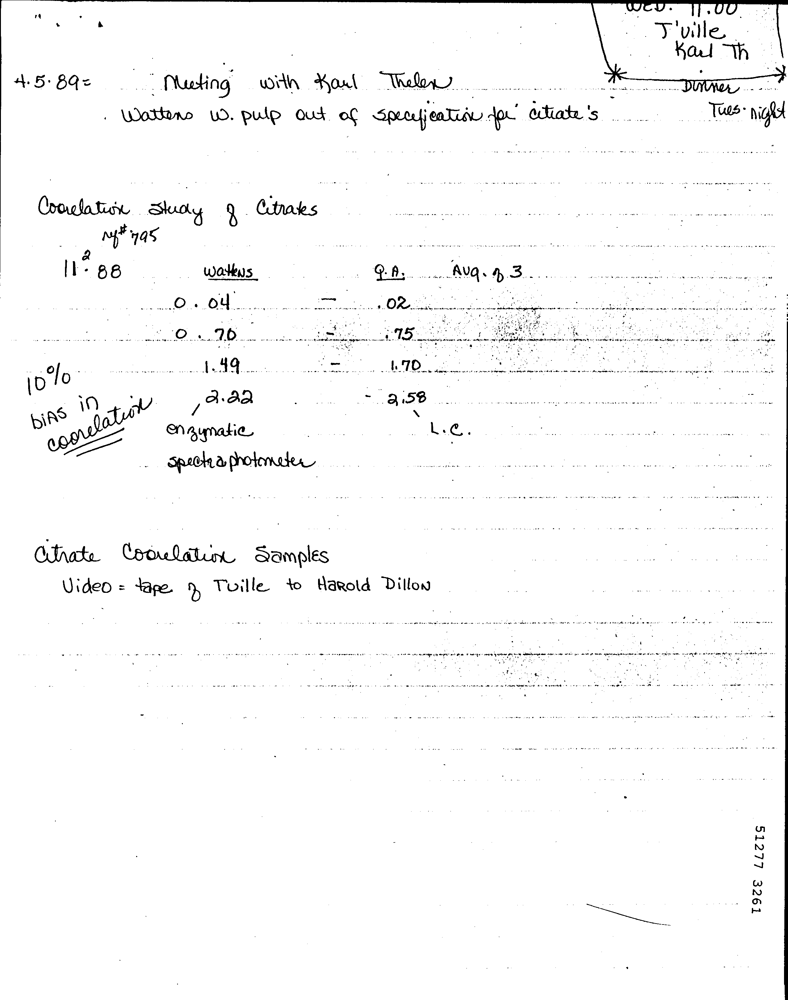 WED. 11.00
J'ville
Karl Th
Dinner
Tues. night
4.5.89 = Meeting with Karl Thelen
. Wattens w. pulp out of specification for citrate's
Coorelation study of Citrates
#795
11.2.88 Wattens Q.A. Avg. of 3
0.04 - .02
0.70 - .75
1.49 - 1.70
2.22 - 2.58
10% bias in coorelation
enzymatic L.C.
spectraphotometer
Citrate Coorelation Samples
Video = tape of Tville to Harold Dillon
51277 3261